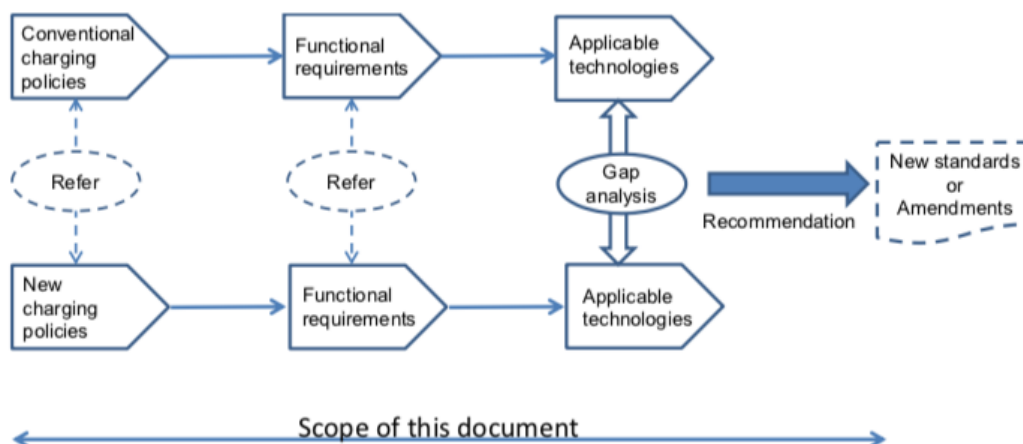 Conventional
charging
policies
Functional
requirements
Applicable
technologies
Refer
Refer
Gap
analysis
Recommendation
New standards
or
Amendments
New
charging
policies
Functional
requirements
Applicable
technologies
Scope of this document